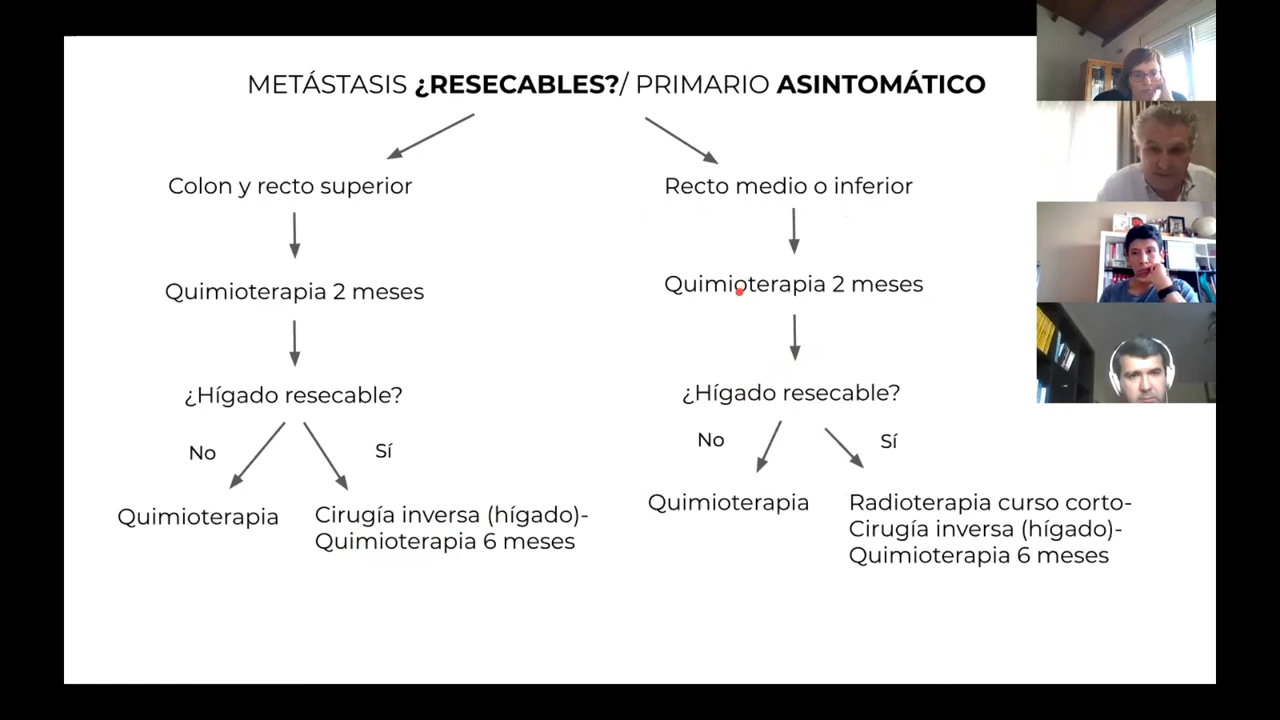 METÁSTASIS ¿RESECABLES?/ PRIMARIO ASINTOMÁTICO
Colon y recto superior
Quimioterapia 2 meses
¿Hígado resecable?
No
Sí
Quimioterapia
Cirugía inversa (hígado)-
Quimioterapia 6 meses
Recto medio o inferior
Quimioterapia 2 meses
¿Hígado resecable?
No
Sí
Quimioterapia
Radioterapia curso corto-
Cirugía inversa (hígado)-
Quimioterapia 6 meses